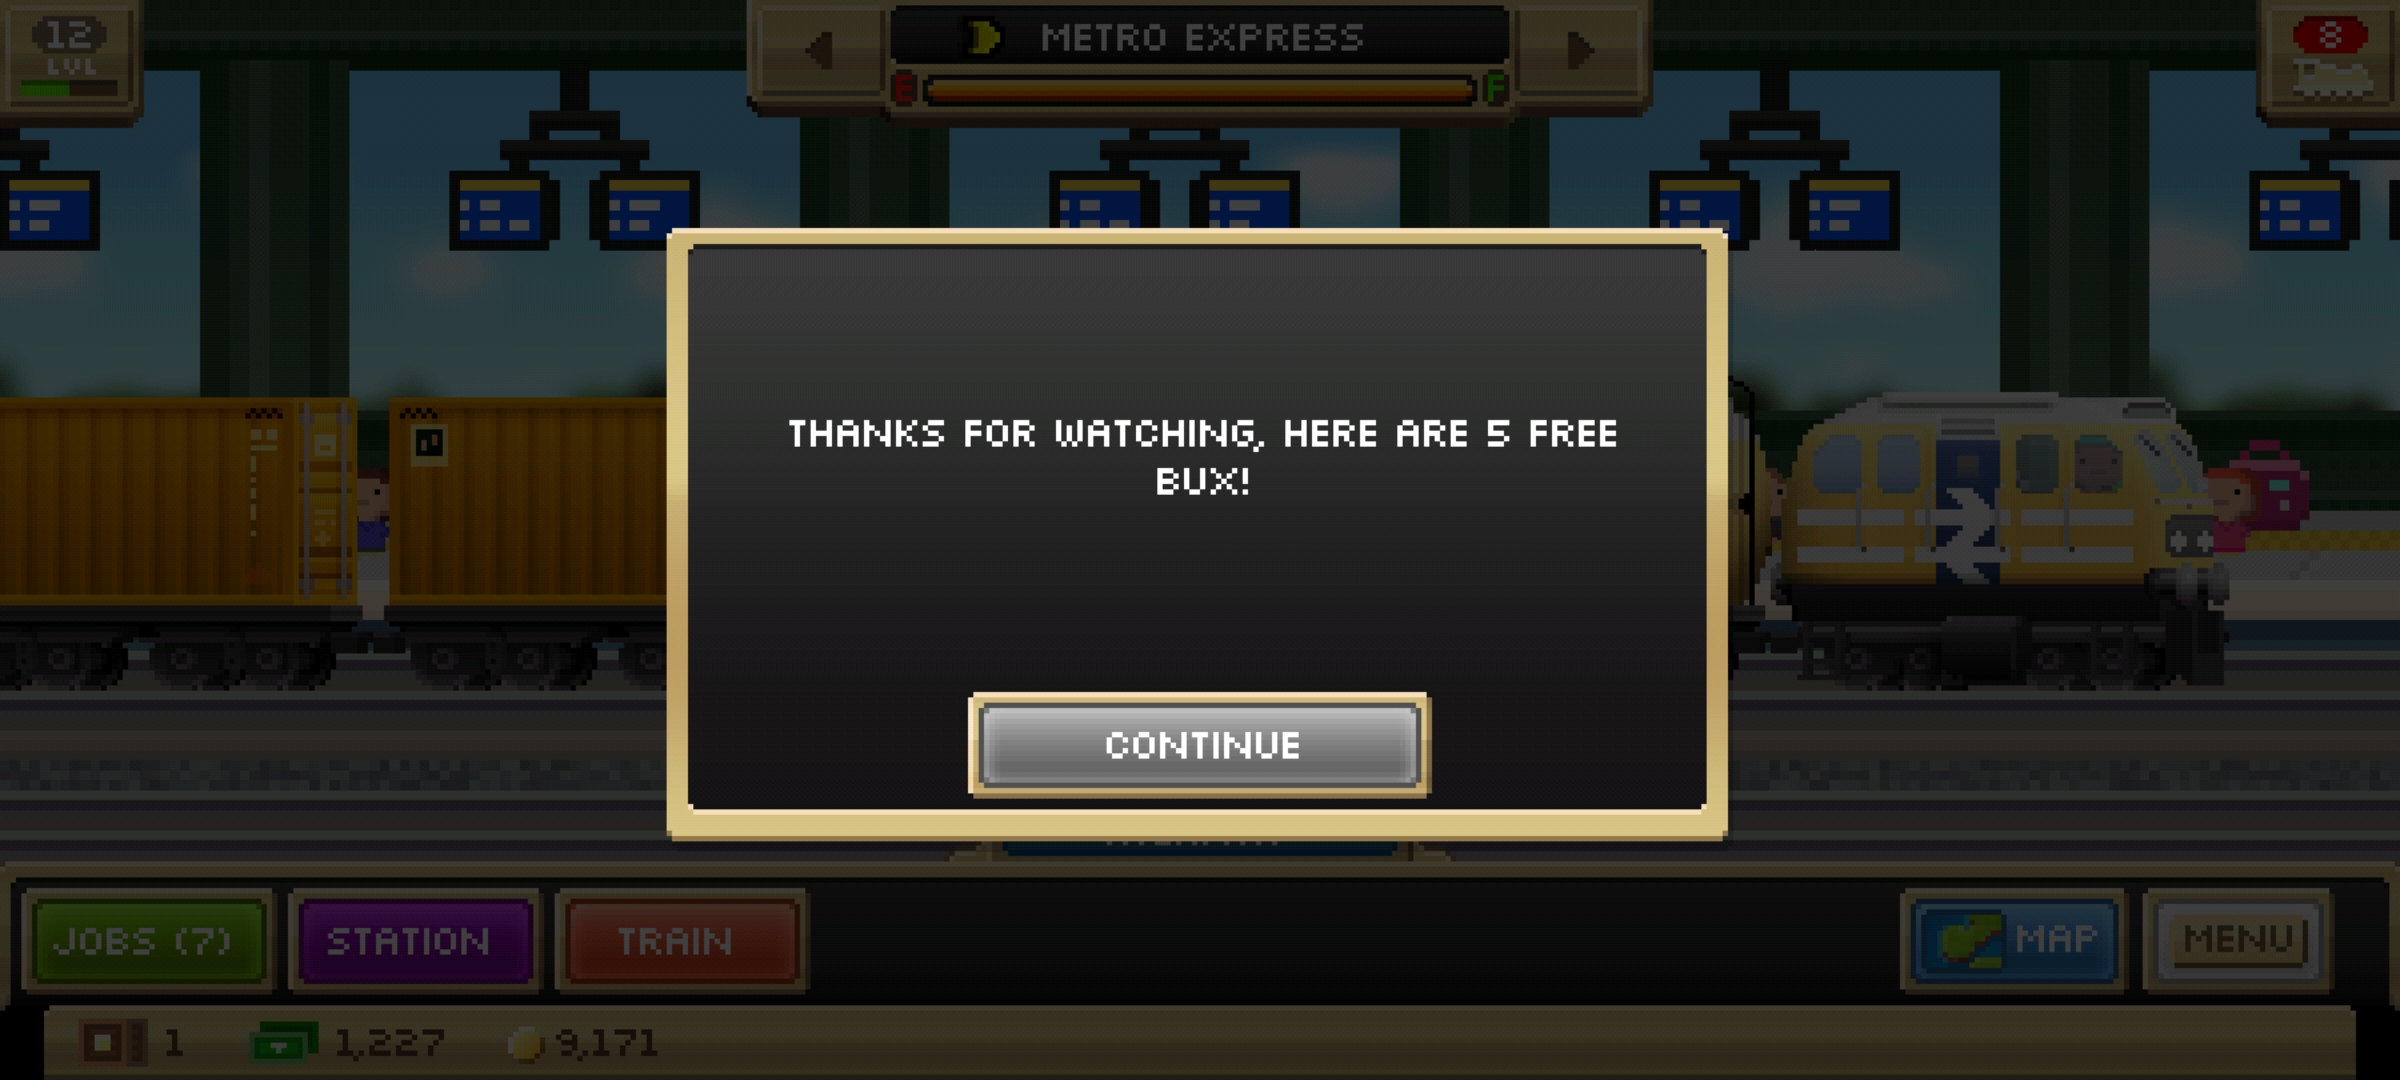 12
LVL
METRO EXPRESS
E F
8
THANKS FOR WATCHING, HERE ARE 5 FREE
BUX!
CONTINUE
JOBS (7)
STATION
TRAIN
MAP
MENU
1
1,227
9,171